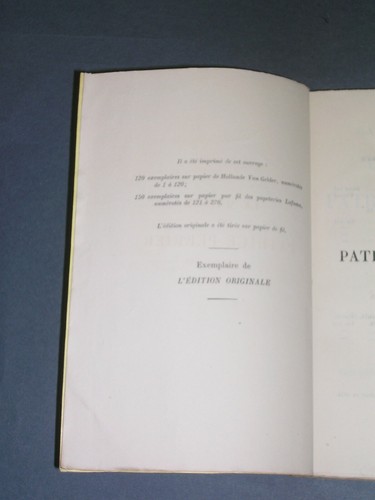 Il a été imprimé de cet ouvrage :
120 exemplaires sur papier de Hollande Van-Gelder, numérotés
de 1 à 120;
150 exemplaires sur papier pur fil des papeteries Lafuma,
numérotés de 121 à 270.
L'édition originale a été tirée sur papier de fil.
Exemplaire de
L'ÉDITION ORIGINALE
PATI